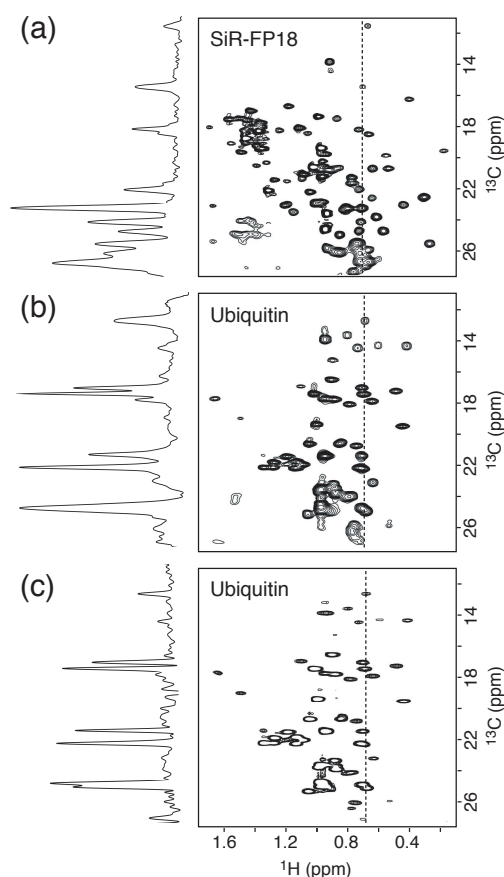 (a)
SiR-FP18
14
18
22
26
¹³C (ppm)
(b)
Ubiquitin
14
18
22
26
¹³C (ppm)
(c)
Ubiquitin
14
18
22
26
¹³C (ppm)
1.6 1.2 0.8 0.4
¹H (ppm)